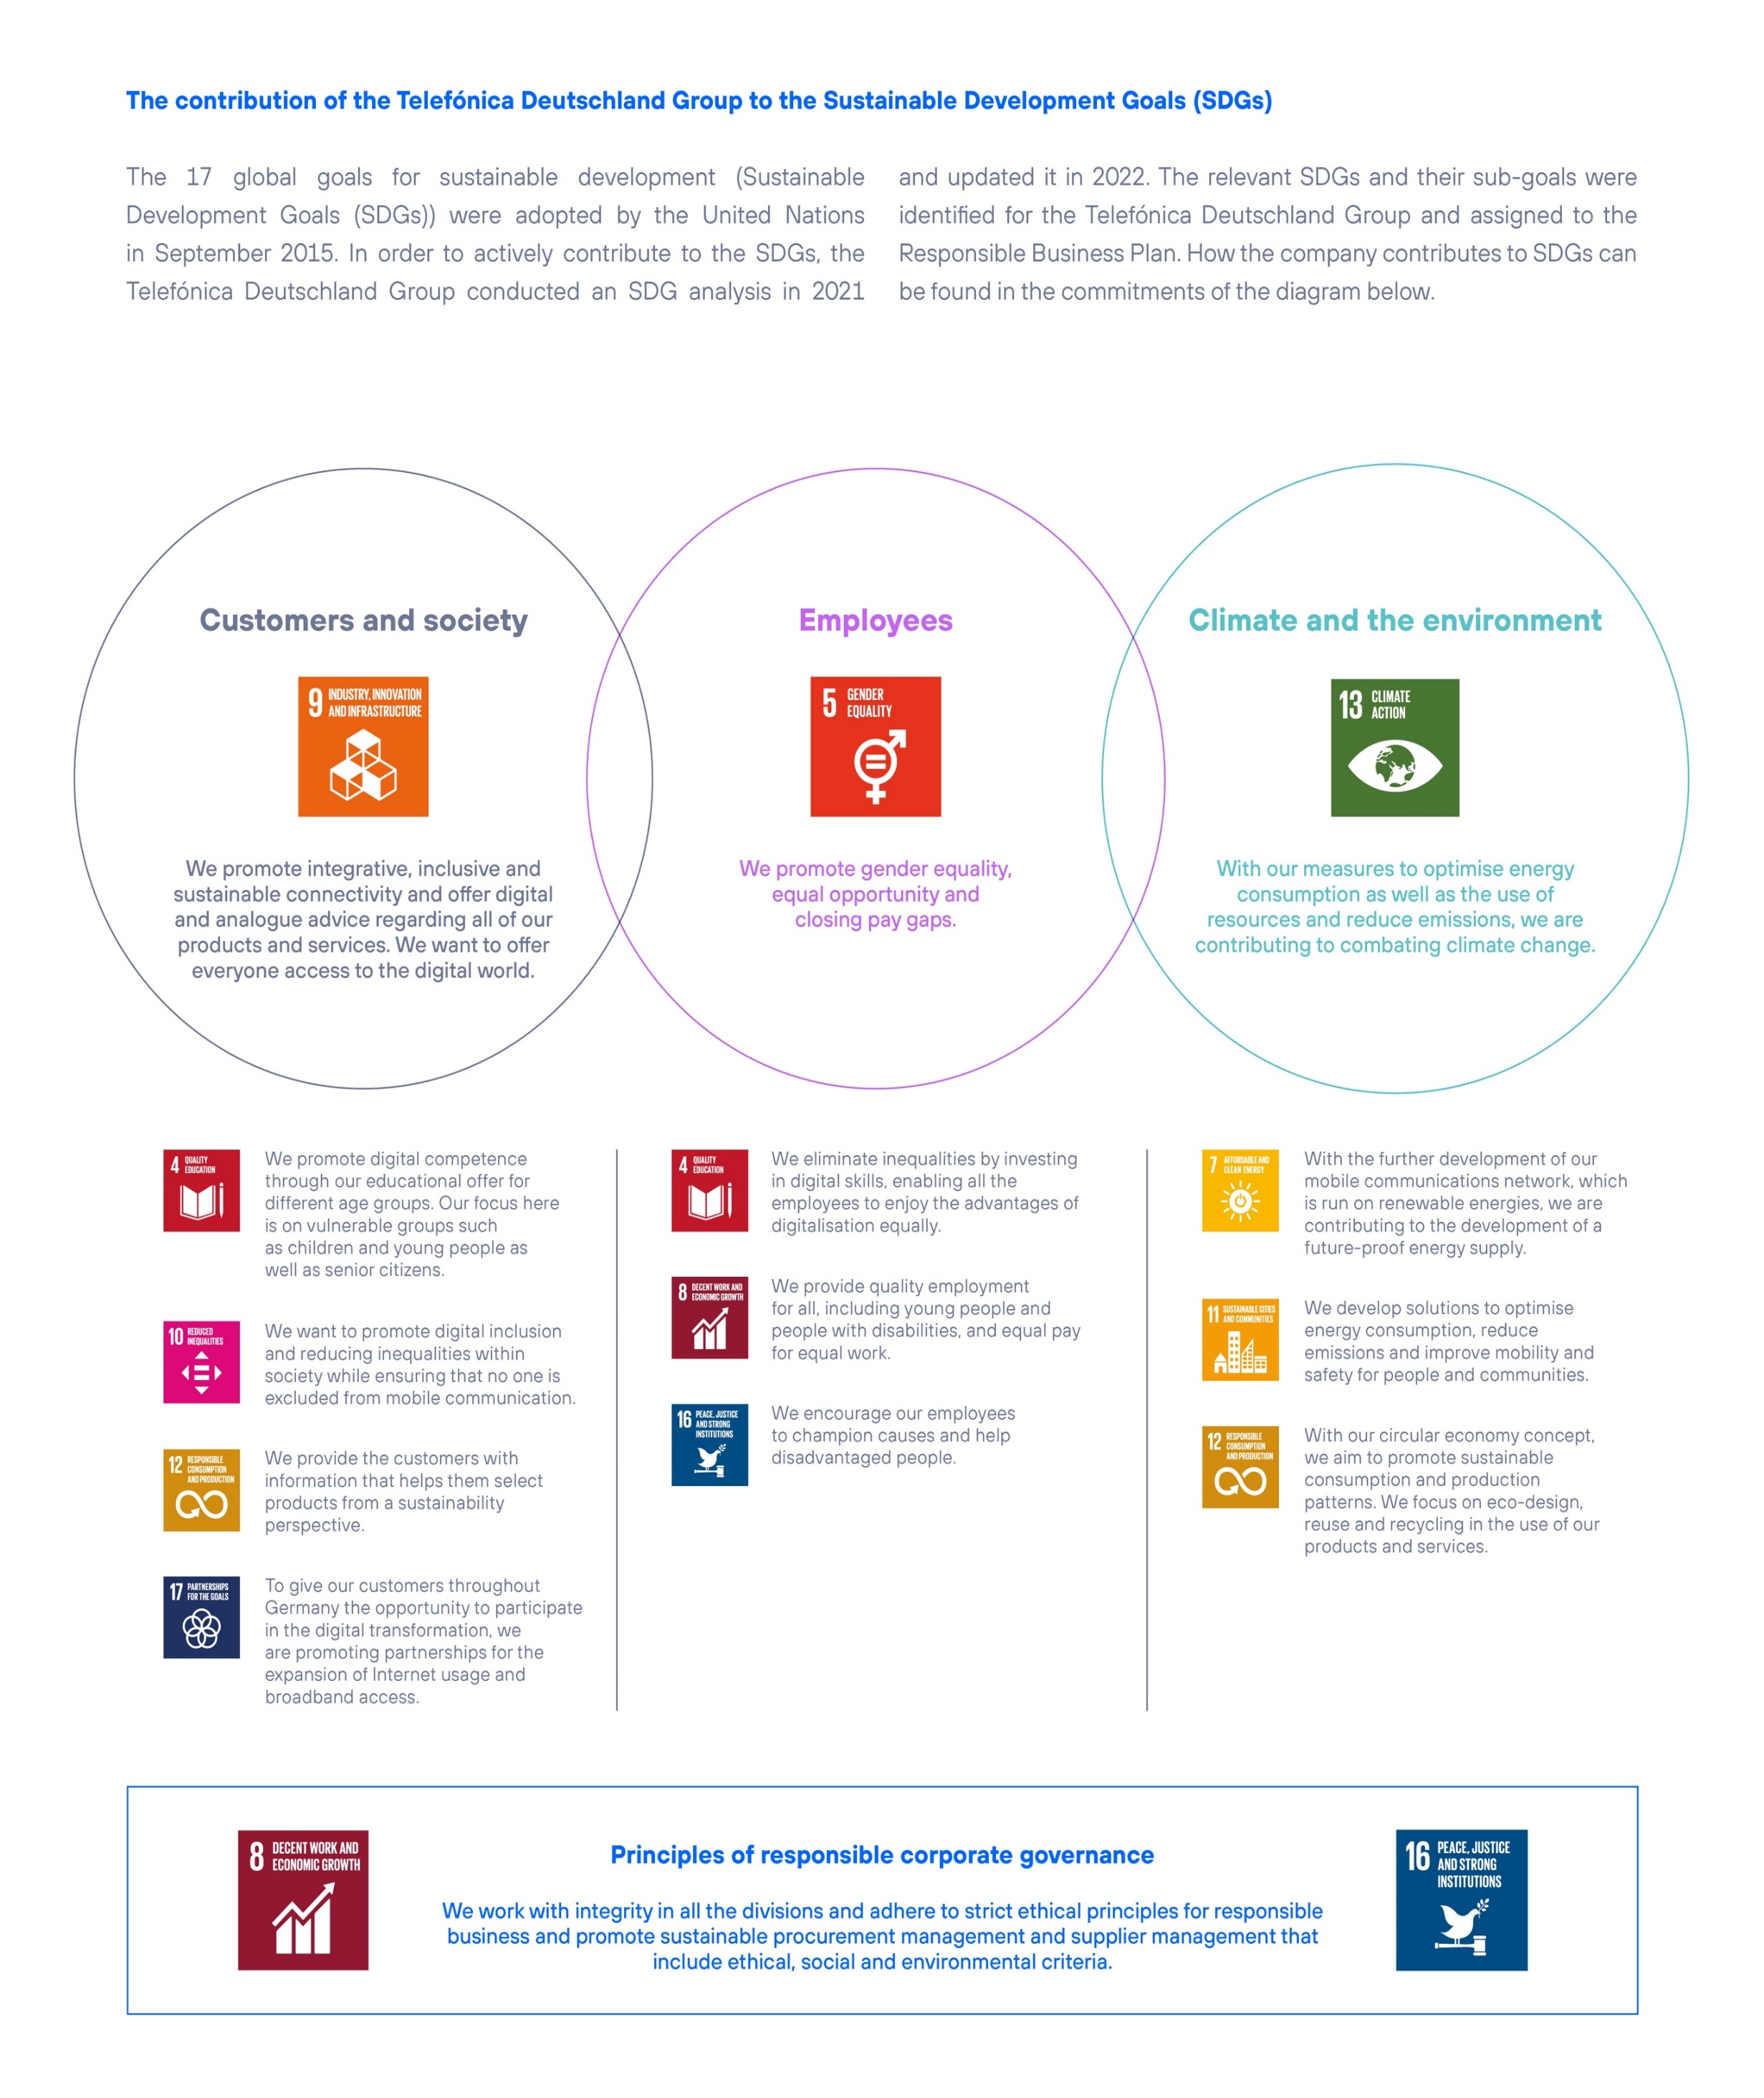 The contribution of the Telefónica Deutschland Group to the Sustainable Development Goals (SDGs)
The 17 global goals for sustainable development (Sustainable
Development Goals (SDGs)) were adopted by the United Nations
in September 2015. In order to actively contribute to the SDGs, the
Telefónica Deutschland Group conducted an SDG analysis in 2021
and updated it in 2022. The relevant SDGs and their sub-goals were
identified for the Telefónica Deutschland Group and assigned to the
Responsible Business Plan. How the company contributes to SDGs can
be found in the commitments of the diagram below.
Customers and society
9 INDUSTRY, INNOVATION
AND INFRASTRUCTURE
We promote integrative, inclusive and
sustainable connectivity and offer digital
and analogue advice regarding all of our
products and services. We want to offer
everyone access to the digital world.
Employees
5 GENDER
EQUALITY
We promote gender equality,
equal opportunity and
closing pay gaps.
Climate and the environment
13 CLIMATE
ACTION
With our measures to optimise energy
consumption as well as the use of
resources and reduce emissions, we are
contributing to combating climate change.
4 QUALITY
EDUCATION
We promote digital competence
through our educational offer for
different age groups. Our focus here
is on vulnerable groups such
as children and young people as
well as senior citizens.
10 REDUCED
INEQUALITIES
We want to promote digital inclusion
and reducing inequalities within
society while ensuring that no one is
excluded from mobile communication.
12 RESPONSIBLE
CONSUMPTION
AND PRODUCTION
We provide the customers with
information that helps them select
products from a sustainability
perspective.
17 PARTNERSHIPS
FOR THE GOALS
To give our customers throughout
Germany the opportunity to participate
in the digital transformation, we
are promoting partnerships for the
expansion of Internet usage and
broadband access.
4 QUALITY
EDUCATION
We eliminate inequalities by investing
in digital skills, enabling all the
employees to enjoy the advantages of
digitalisation equally.
8 DECENT WORK AND
ECONOMIC GROWTH
We provide quality employment
for all, including young people and
people with disabilities, and equal pay
for equal work.
16 PEACE, JUSTICE
AND STRONG
INSTITUTIONS
We encourage our employees
to champion causes and help
disadvantaged people.
7 AFFORDABLE AND
CLEAN ENERGY
With the further development of our
mobile communications network, which
is run on renewable energies, we are
contributing to the development of a
future-proof energy supply.
11 SUSTAINABLE CITIES
AND COMMUNITIES
We develop solutions to optimise
energy consumption, reduce
emissions and improve mobility and
safety for people and communities.
12 RESPONSIBLE
CONSUMPTION
AND PRODUCTION
With our circular economy concept,
we aim to promote sustainable
consumption and production
patterns. We focus on eco-design,
reuse and recycling in the use of our
products and services.
8 DECENT WORK AND
ECONOMIC GROWTH
Principles of responsible corporate governance
We work with integrity in all the divisions and adhere to strict ethical principles for responsible
business and promote sustainable procurement management and supplier management that
include ethical, social and environmental criteria.
16 PEACE, JUSTICE
AND STRONG
INSTITUTIONS